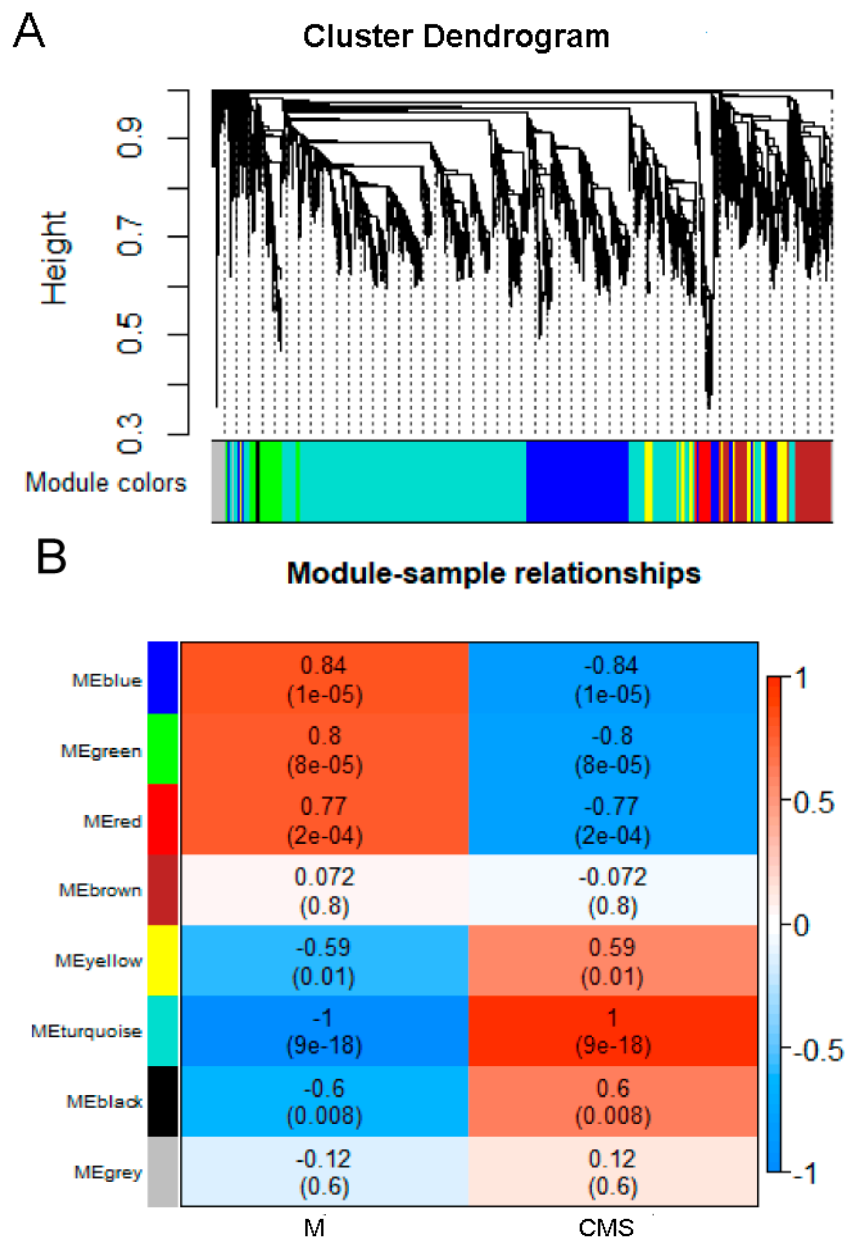 A
Cluster Dendrogram
Height
0.9
0.7
0.5
0.3
Module colors
B
Module-sample relationships
MEblue
0.84
(1e-05)
-0.84
(1e-05)
MEgreen
0.8
(8e-05)
-0.8
(8e-05)
MEred
0.77
(2e-04)
-0.77
(2e-04)
MEbrown
0.072
(0.8)
-0.072
(0.8)
MEyellow
-0.59
(0.01)
0.59
(0.01)
MEturquoise
-1
(9e-18)
1
(9e-18)
MEblack
-0.6
(0.008)
0.6
(0.008)
MEgrey
-0.12
(0.6)
0.12
(0.6)
M
CMS
1
0.5
0
-0.5
-1